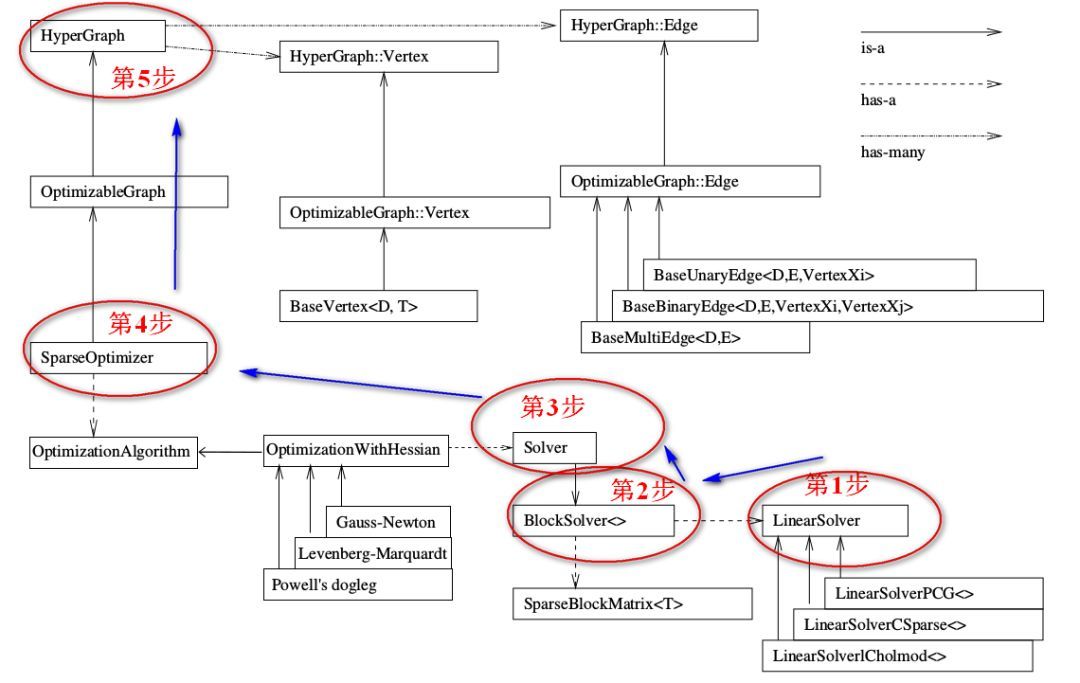 HyperGraph
第5步
HyperGraph::Edge
HyperGraph::Vertex
is-a
has-a
has-many
OptimizableGraph
OptimizableGraph::Edge
OptimizableGraph::Vertex
BaseUnaryEdge<D,E,VertexXi>
BaseBinaryEdge<D,E,VertexXi,VertexXj>
BaseMultiEdge<D,E>
BaseVertex<D, T>
第4步
SparseOptimizer
第3步
OptimizationAlgorithm
OptimizationWithHessian
Solver
第2步
第1步
BlockSolver<>
LinearSolver
Gauss-Newton
Levenberg-Marquardt
Powell's dogleg
SparseBlockMatrix<T>
LinearSolverPCG<>
LinearSolverCSparse<>
LinearSolverlCholmod<>